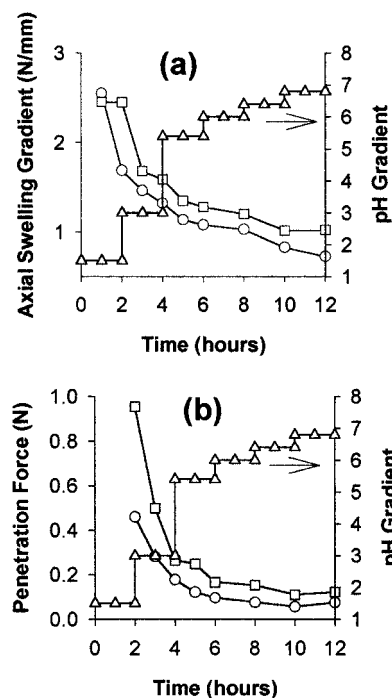 (a)
Axial Swelling Gradient (N/mm)
3
2
1
8
7
6
5
4
3
2
1
pH Gradient
0 2 4 6 8 10 12
Time (hours)
(b)
Penetration Force (N)
1.0
0.8
0.6
0.4
0.2
0.0
8
7
6
5
4
3
2
1
pH Gradient
0 2 4 6 8 10 12
Time (hours)